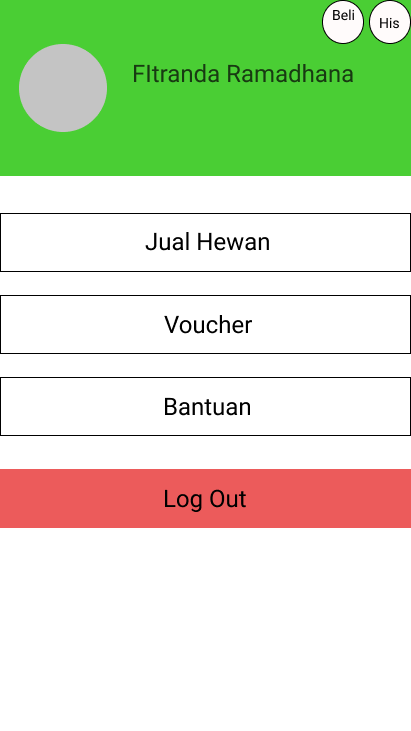 Beli
His
FItranda Ramadhana
Jual Hewan
Voucher
Bantuan
Log Out